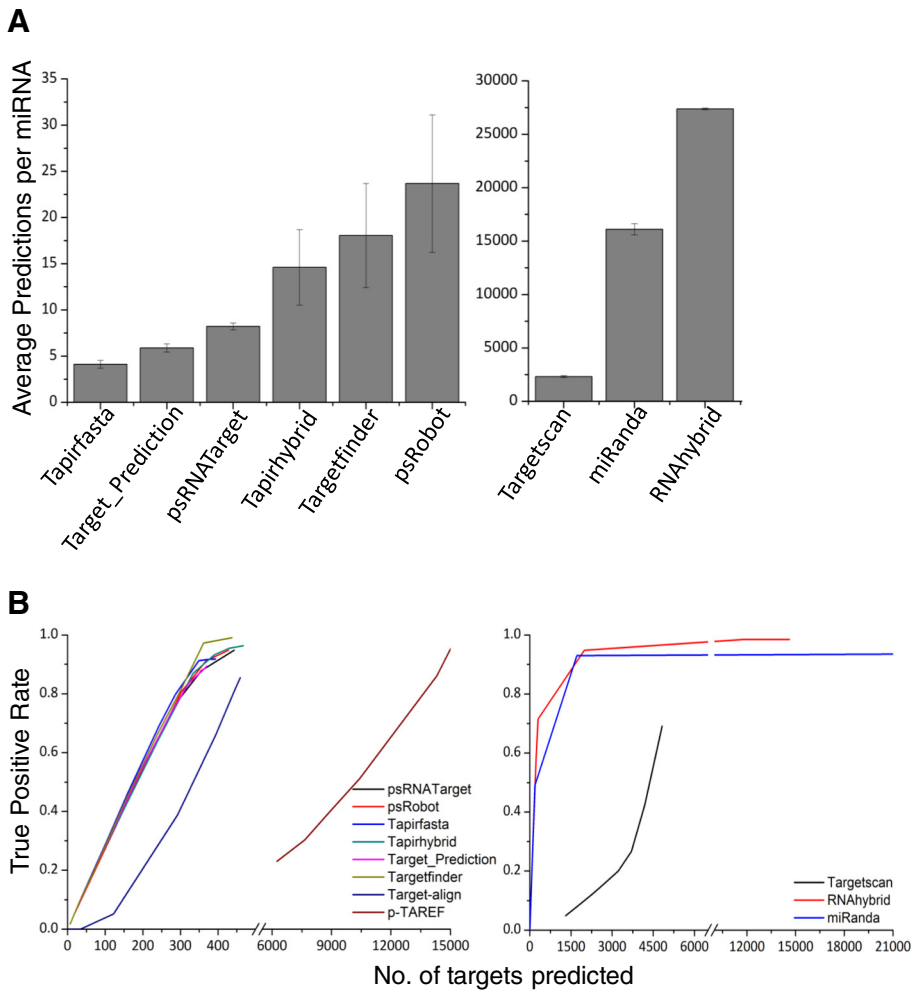 A
Average Predictions per miRNA
35
30
25
20
15
10
5
0
Tapirfasta
Target_Prediction
psRNATarget
Tapirhybrid
Targetfinder
psRobot
30000
25000
20000
15000
10000
5000
0
Targetscan
miRanda
RNAhybrid
B
True Positive Rate
1.0
0.8
0.6
0.4
0.2
0.0
0 100 200 300 400 6000 9000 12000 15000
psRNATarget
psRobot
Tapirfasta
Tapirhybrid
Target_Prediction
Targetfinder
Target-align
p-TAREF
1.0
0.8
0.6
0.4
0.2
0.0
0 1500 3000 4500 6000 12000 15000 18000 21000
Targetscan
RNAhybrid
miRanda
No. of targets predicted